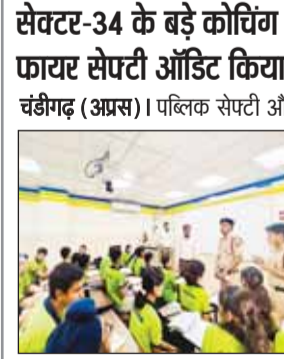 सेक्टर-34 के बड़े कोचिंग
फायर सेफ्टी ऑडिट किया
चंडीगढ़ (अप्रस)। पब्लिक सेफ्टी औ